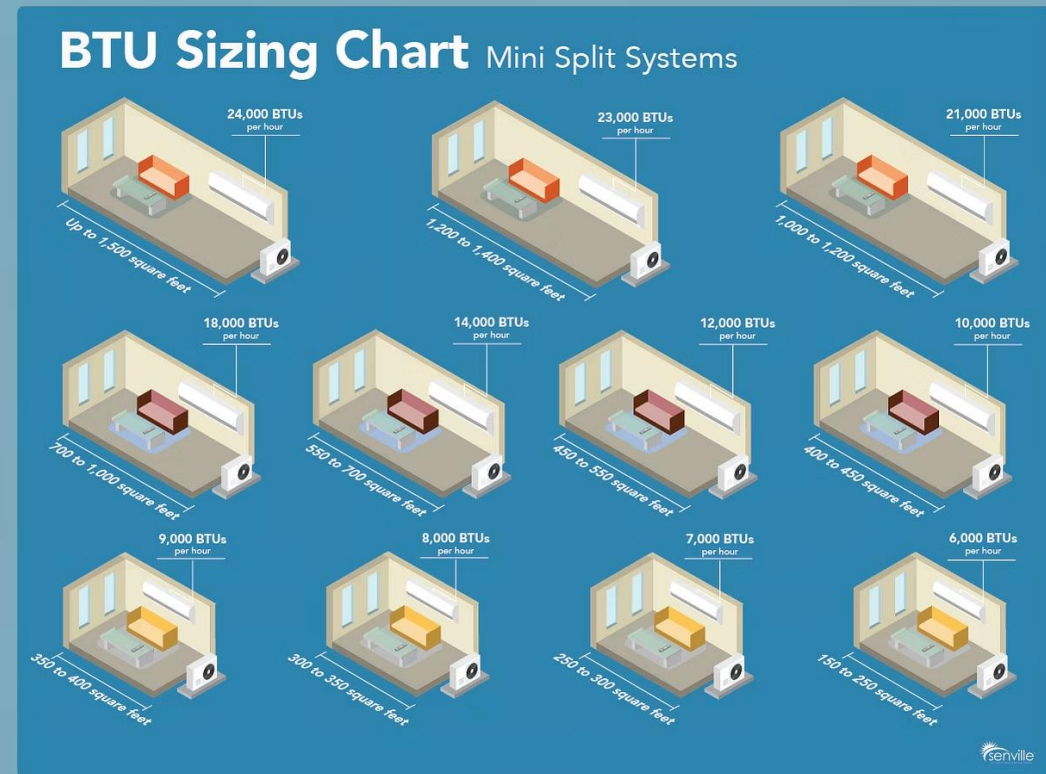 BTU Sizing Chart Mini Split Systems
24,000 BTUs
per hour
Up to 1,500 square feet
23,000 BTUs
per hour
1,200 to 1,400 square feet
21,000 BTUs
per hour
1,000 to 1,200 square feet
18,000 BTUs
per hour
700 to 1,000 square feet
14,000 BTUs
per hour
550 to 700 square feet
12,000 BTUs
per hour
450 to 550 square feet
10,000 BTUs
per hour
400 to 450 square feet
9,000 BTUs
per hour
350 to 400 square feet
8,000 BTUs
per hour
300 to 350 square feet
7,000 BTUs
per hour
250 to 300 square feet
6,000 BTUs
per hour
150 to 250 square feet
senville